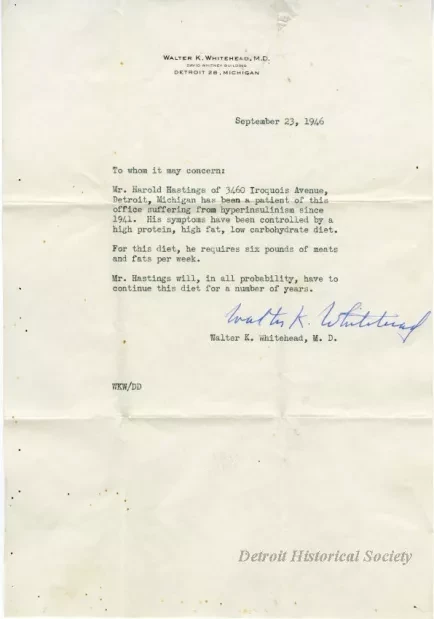 WALTER K. WHITEHEAD, M.D.
DAVID WHITNEY BUILDING
DETROIT 26, MICHIGAN
September 23, 1946
To whom it may concern:
Mr. Harold Hastings of 3460 Iroquois Avenue,
Detroit, Michigan has been a patient of this
office suffering from hyperinsulinism since
1941. His symptoms have been controlled by a
high protein, high fat, low carbohydrate diet.
For this diet, he requires six pounds of meats
and fats per week.
Mr. Hastings will, in all probability, have to
continue this diet for a number of years.
Walter K. Whitehead
Walter K. Whitehead, M. D.
WKW/DD
Detroit Historical Society